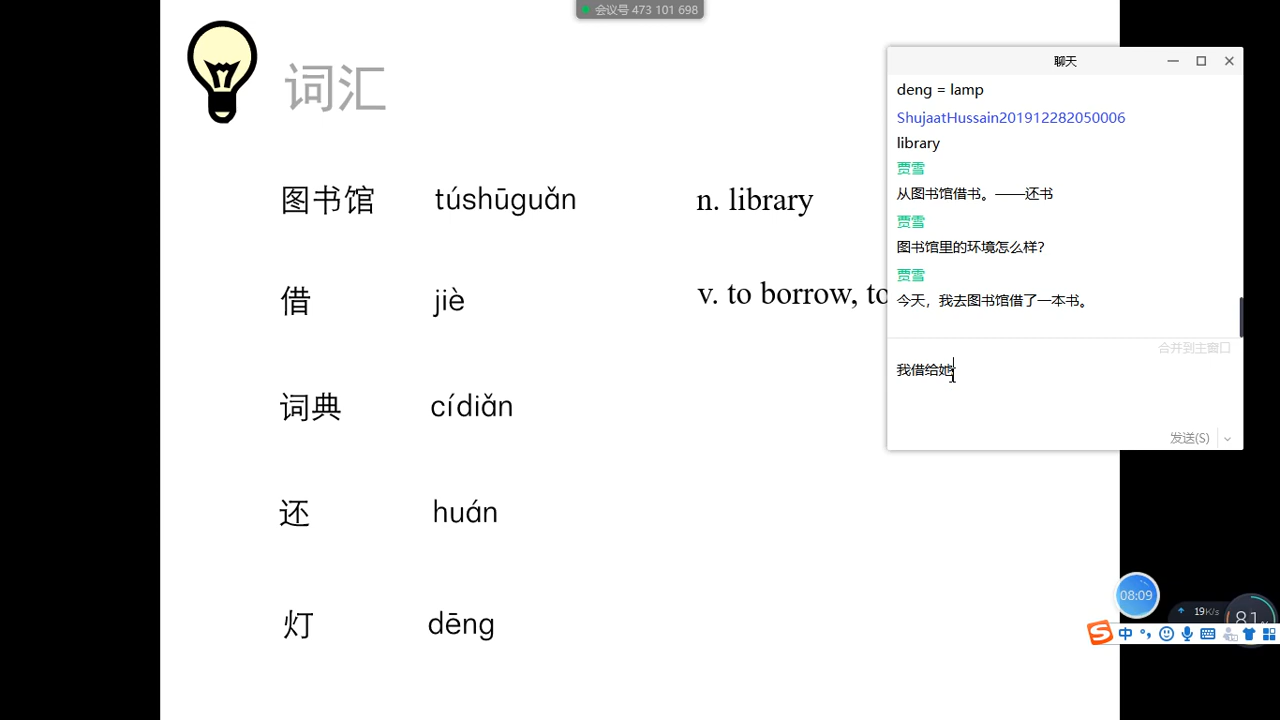 会议号 473 101 698
词汇
图书馆 túshūguǎn n. library
借 jiè v. to borrow, to
词典 cídiǎn
还 huán
灯 dēng
聊天
deng = lamp
ShujaatHussain201912282050006
library
贾雪
从图书馆借书。——还书
贾雪
图书馆里的环境怎么样？
贾雪
今天，我去图书馆借了一本书。
合并到主窗口
我借给她
发送(S)
08:09
19K/s
81
中